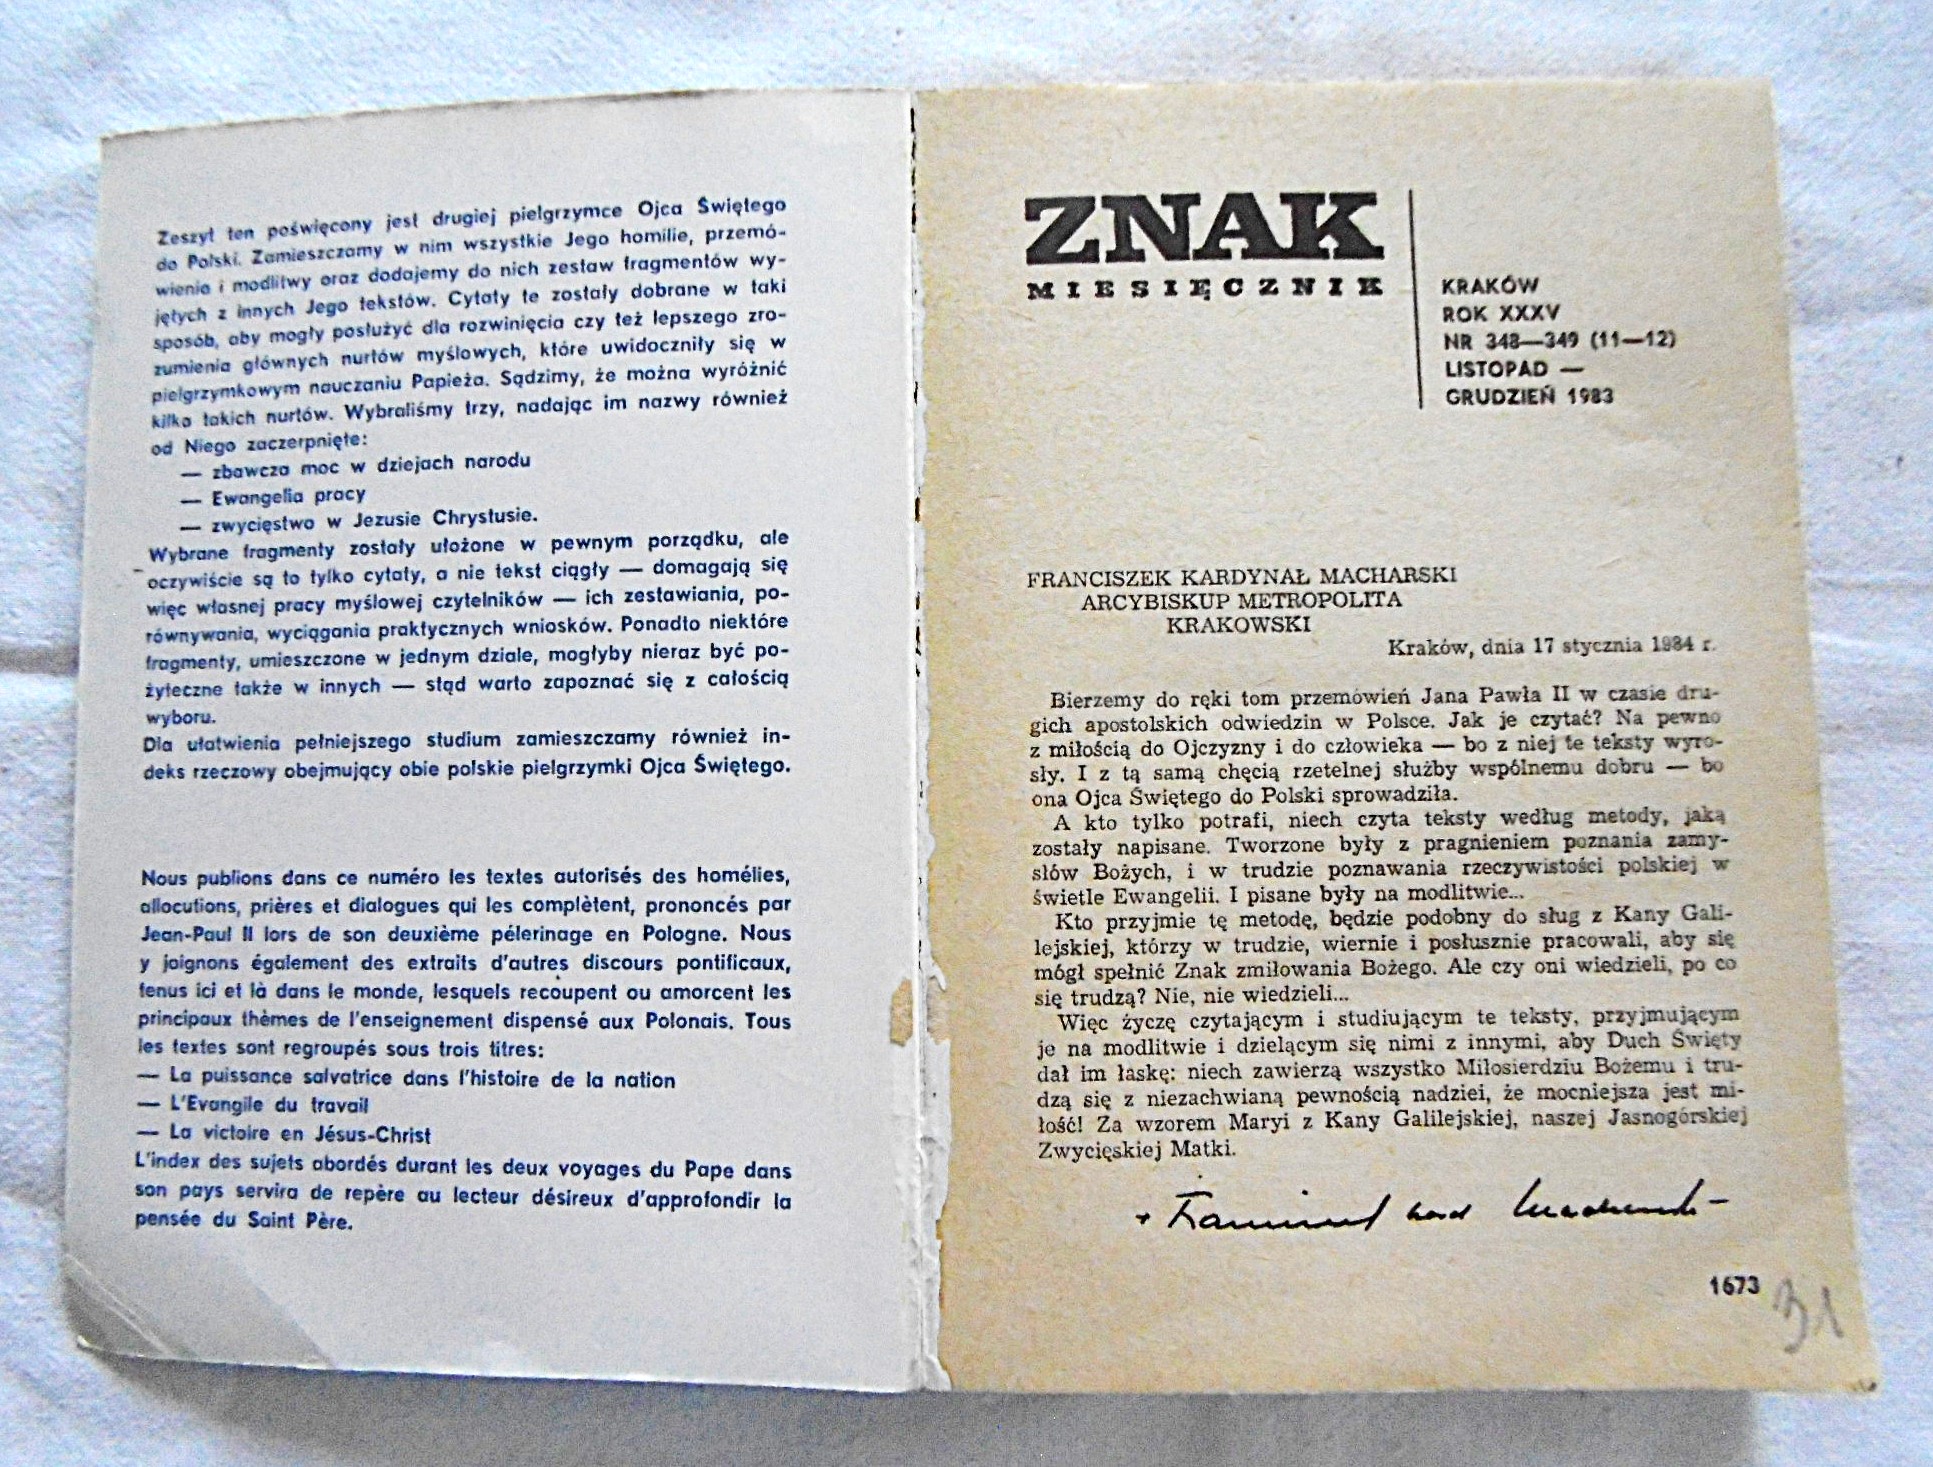 Zeszyt ten poświęcony jest drugiej pielgrzymce Ojca Świętego
do Polski. Zamieszczamy w nim wszystkie Jego homilie, przemó-
wienia i modlitwy oraz dodajemy do nich zestaw fragmentów wy-
jętych z innych Jego tekstów. Cytaty te zostały dobrane w taki
sposób, aby mogły posłużyć dla rozwinięcia czy też lepszego zro-
zumienia głównych nurtów myślowych, które uwidoczniły się w
pielgrzymkowym nauczaniu Papieża. Sądzimy, że można wyróżnić
kilka takich nurtów. Wybraliśmy trzy, nadając im nazwy również
od Niego zaczerpnięte:
— zbawcza moc w dziejach narodu
— Ewangelia pracy
— zwycięstwo w Jezusie Chrystusie.
Wybrane fragmenty zostały ułożone w pewnym porządku, ale
oczywiście są to tylko cytaty, a nie tekst ciągły — domagają się
więc własnej pracy myślowej czytelników — ich zestawiania, po-
równywania, wyciągania praktycznych wniosków. Ponadto niektóre
fragmenty, umieszczone w jednym dziale, mogłyby nieraz być po-
żyteczne także w innych — stąd warto zapoznać się z całością
wyboru.
Dla ułatwienia pełniejszego studium zamieszczamy również in-
deks rzeczowy obejmujący obie polskie pielgrzymki Ojca Świętego.
Nous publions dans ce numéro les textes autorisés des homélies,
allocutions, prières et dialogues qui les complètent, prononcés par
Jean-Paul II lors de son deuxième pélerinage en Pologne. Nous
y joignons également des extraits d'autres discours pontificaux,
tenus ici et là dans le monde, lesquels recoupent ou amorcent les
principaux thèmes de l'enseignement dispensé aux Polonais. Tous
les textes sont regroupés sous trois titres:
— La puissance salvatrice dans l'histoire de la nation
— L'Evangile du travail
— La victoire en Jésus-Christ
L'index des sujets abordés durant les deux voyages du Pape dans
son pays servira de repère au lecteur désireux d'approfondir la
pensée du Saint Père.
ZNAK
MIESIĘCZNIK
KRAKÓW
ROK XXXV
NR 348—349 (11—12)
LISTOPAD —
GRUDZIEŃ 1983
FRANCISZEK KARDYNAŁ MACHARSKI
ARCYBISKUP METROPOLITA
KRAKOWSKI
Kraków, dnia 17 stycznia 1984 r.
Bierzemy do ręki tom przemówień Jana Pawła II w czasie dru-
gich apostolskich odwiedzin w Polsce. Jak je czytać? Na pewno
z miłością do Ojczyzny i do człowieka — bo z niej te teksty wyro-
sły. I z tą samą chęcią rzetelnej służby wspólnemu dobru — bo
ona Ojca Świętego do Polski sprowadziła.
A kto tylko potrafi, niech czyta teksty według metody, jaką
zostały napisane. Tworzone były z pragnieniem poznania zamy-
słów Bożych, i w trudzie poznawania rzeczywistości polskiej w
świetle Ewangelii. I pisane były na modlitwie...
Kto przyjmie tę metodę, będzie podobny do sług z Kany Gali-
lejskiej, którzy w trudzie, wiernie i posłusznie pracowali, aby się
mógł spełnić Znak zmiłowania Bożego. Ale czy oni wiedzieli, po co
się trudzą? Nie, nie wiedzieli...
Więc życzę czytającym i studiującym te teksty, przyjmującym
je na modlitwie i dzielącym się nimi z innymi, aby Duch Święty
dał im łaskę: niech zawierzą wszystko Miłosierdziu Bożemu i tru-
dzą się z niezachwianą pewnością nadziei, że mocniejsza jest mi-
łość! Za wzorem Maryi z Kany Galilejskiej, naszej Jasnogórskiej
Zwycięskiej Matki.
+ Franciszek kard Macharski
1673
31